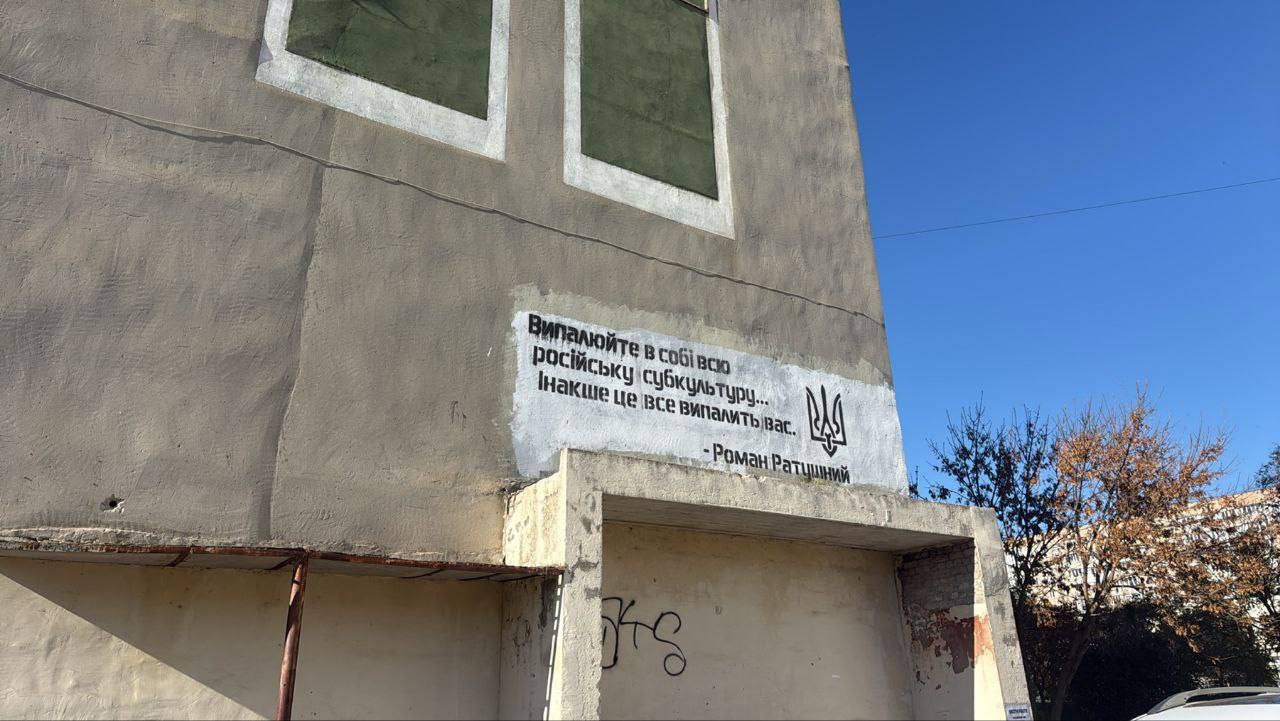 Випалюйте в собі всю
російську субкультуру...
Інакше це все випалить вас.
-Роман Ратушний